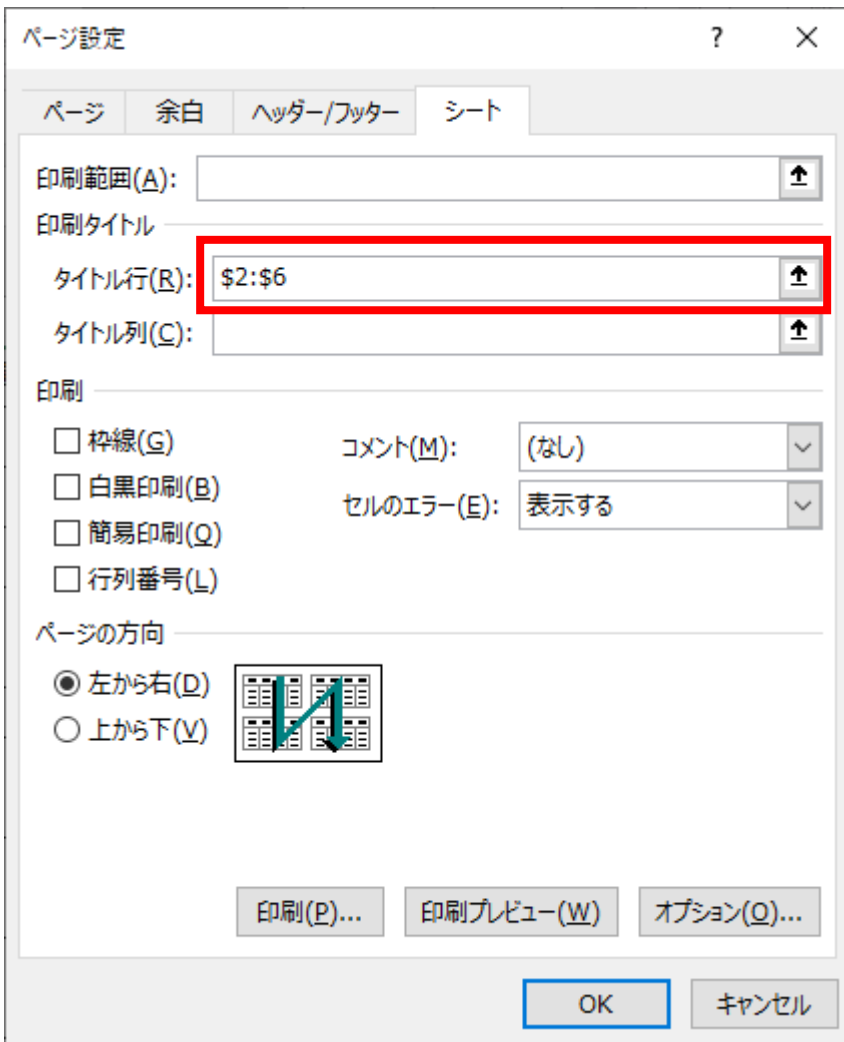 ページ設定 ?
ページ 余白 ヘッダー/フッター シート
印刷範囲(A):
印刷タイトル
タイトル行(R): $2:$6
タイトル列(C):
印刷
枠線(G) コメント(M): (なし)
白黒印刷(B)
セルのエラー(E): 表示する
簡易印刷(Q)
行列番号(L)
ページの方向
左から右(D)
上から下(V)
印刷(P)... 印刷プレビュー(W) オプション(O)...
OK キャンセル